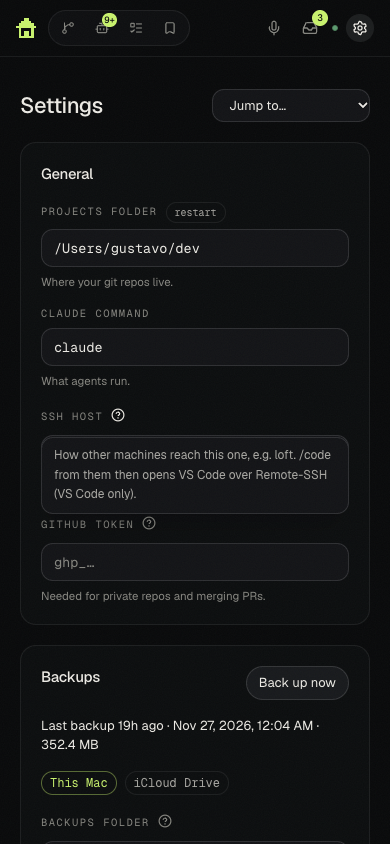 9+
3
Settings
Jump to...
General
PROJECTS FOLDER restart
/Users/gustavo/dev
Where your git repos live.
CLAUDE COMMAND
claude
What agents run.
SSH HOST ?
How other machines reach this one, e.g. loft. /code
from them then opens VS Code over Remote-SSH
(VS Code only).
GITHUB TOKEN ?
ghp_…
Needed for private repos and merging PRs.
Backups
Back up now
Last backup 19h ago · Nov 27, 2026, 12:04 AM ·
352.4 MB
This Mac iCloud Drive
BACKUPS FOLDER ?